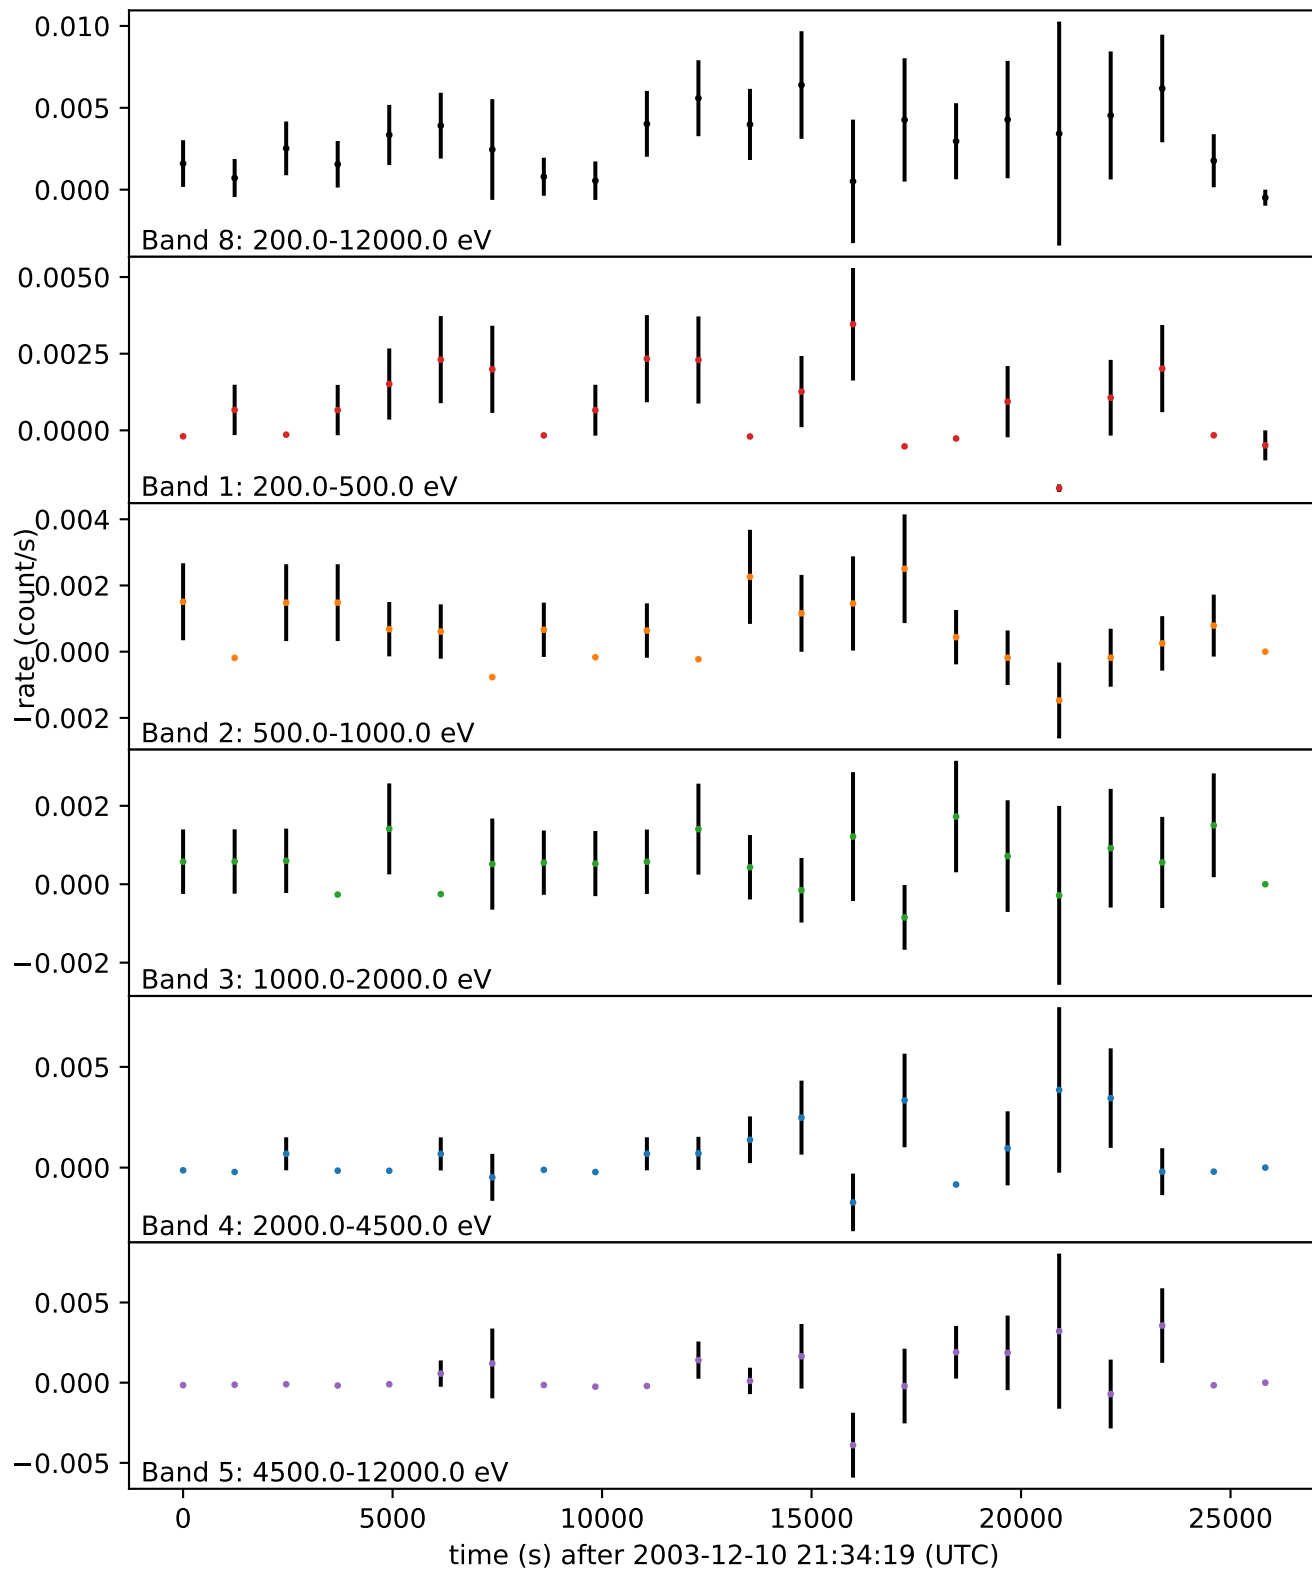 0.010
0.005
0.000
Band 8: 200.0-12000.0 eV
0.0050
0.0025
0.0000
Band 1: 200.0-500.0 eV
rate (count/s)
0.004
0.002
0.000
−0.002
Band 2: 500.0-1000.0 eV
0.002
0.000
−0.002
Band 3: 1000.0-2000.0 eV
0.005
0.000
Band 4: 2000.0-4500.0 eV
0.005
0.000
−0.005
Band 5: 4500.0-12000.0 eV
0 5000 10000 15000 20000 25000
time (s) after 2003-12-10 21:34:19 (UTC)